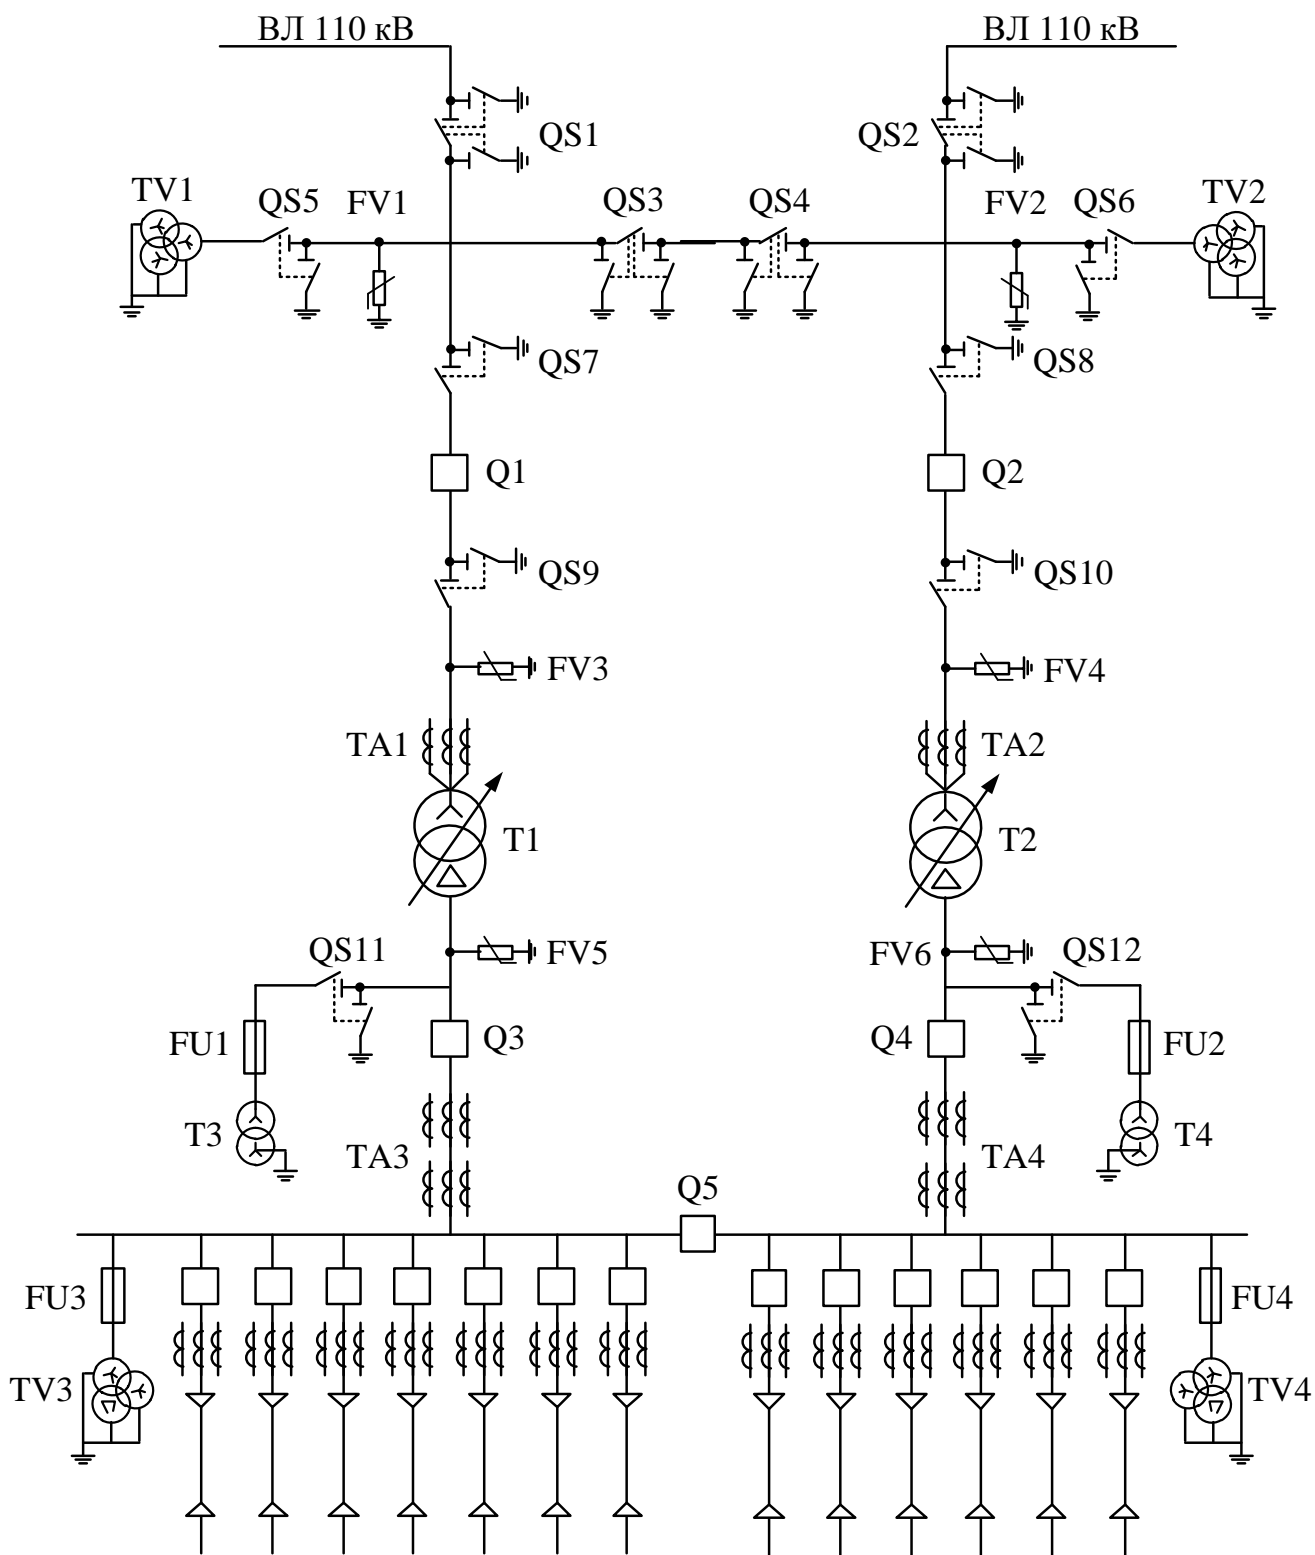 ВЛ 110 кВ ВЛ 110 кВ
QS1 QS2
TV1 QS5 FV1 QS3 QS4 FV2 QS6 TV2
QS7 QS8
Q1 Q2
QS9 QS10
FV3 FV4
TA1 TA2
T1 T2
QS11 FV5 FV6 QS12
FU1 Q3 Q4 FU2
T3 TA3 TA4 T4
Q5
FU3 FU4
TV3 TV4